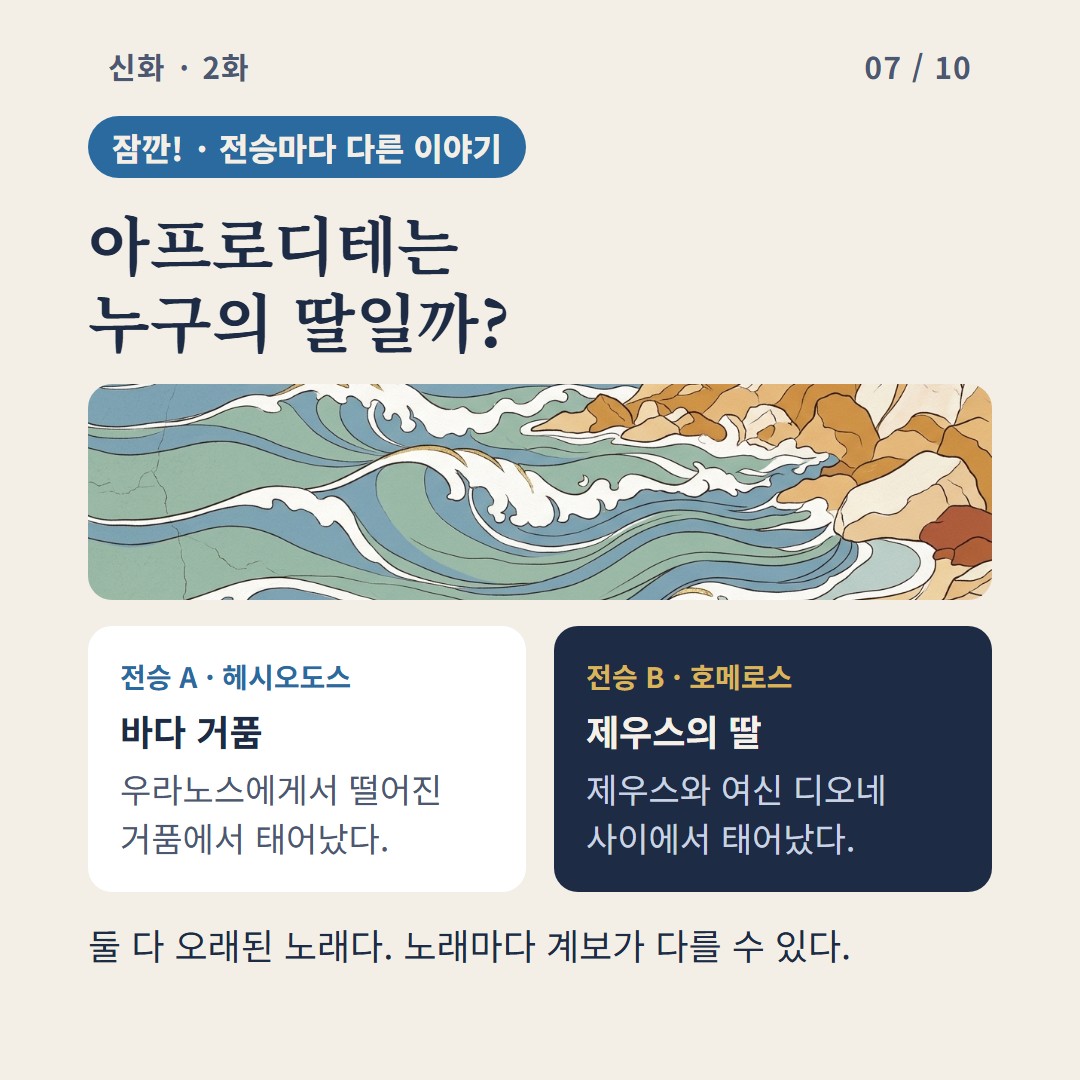 신화 · 2화
07 / 10
잠깐! · 전승마다 다른 이야기
아프로디테는
누구의 딸일까?
전승 A · 헤시오도스
바다 거품
우라노스에게서 떨어진
거품에서 태어났다.
전승 B · 호메로스
제우스의 딸
제우스와 여신 디오네
사이에서 태어났다.
둘 다 오래된 노래다. 노래마다 계보가 다를 수 있다.